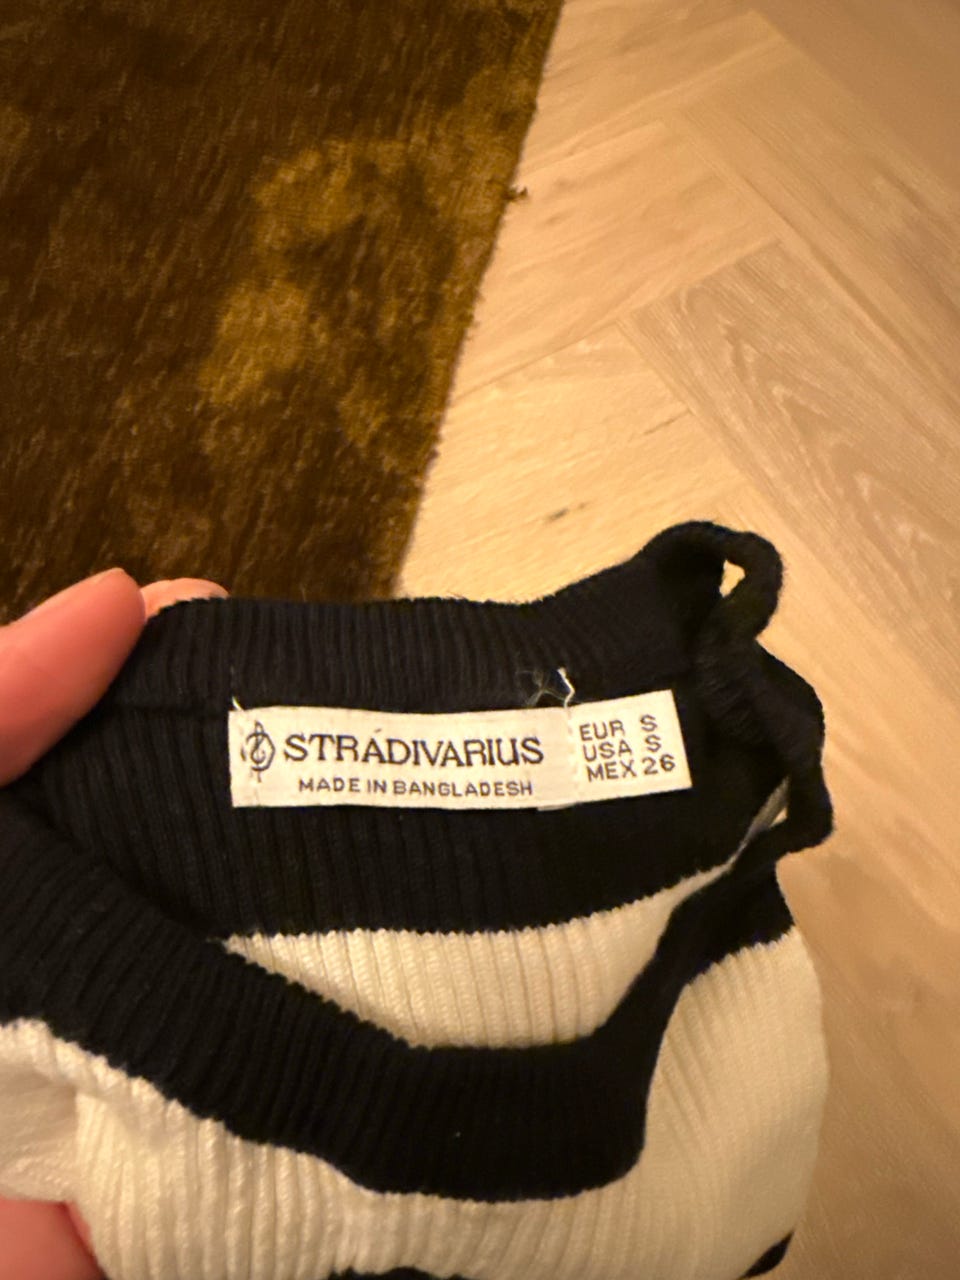 STRADIVARIUS
MADE IN BANGLADESH
EUR S
USA S
MEX 26